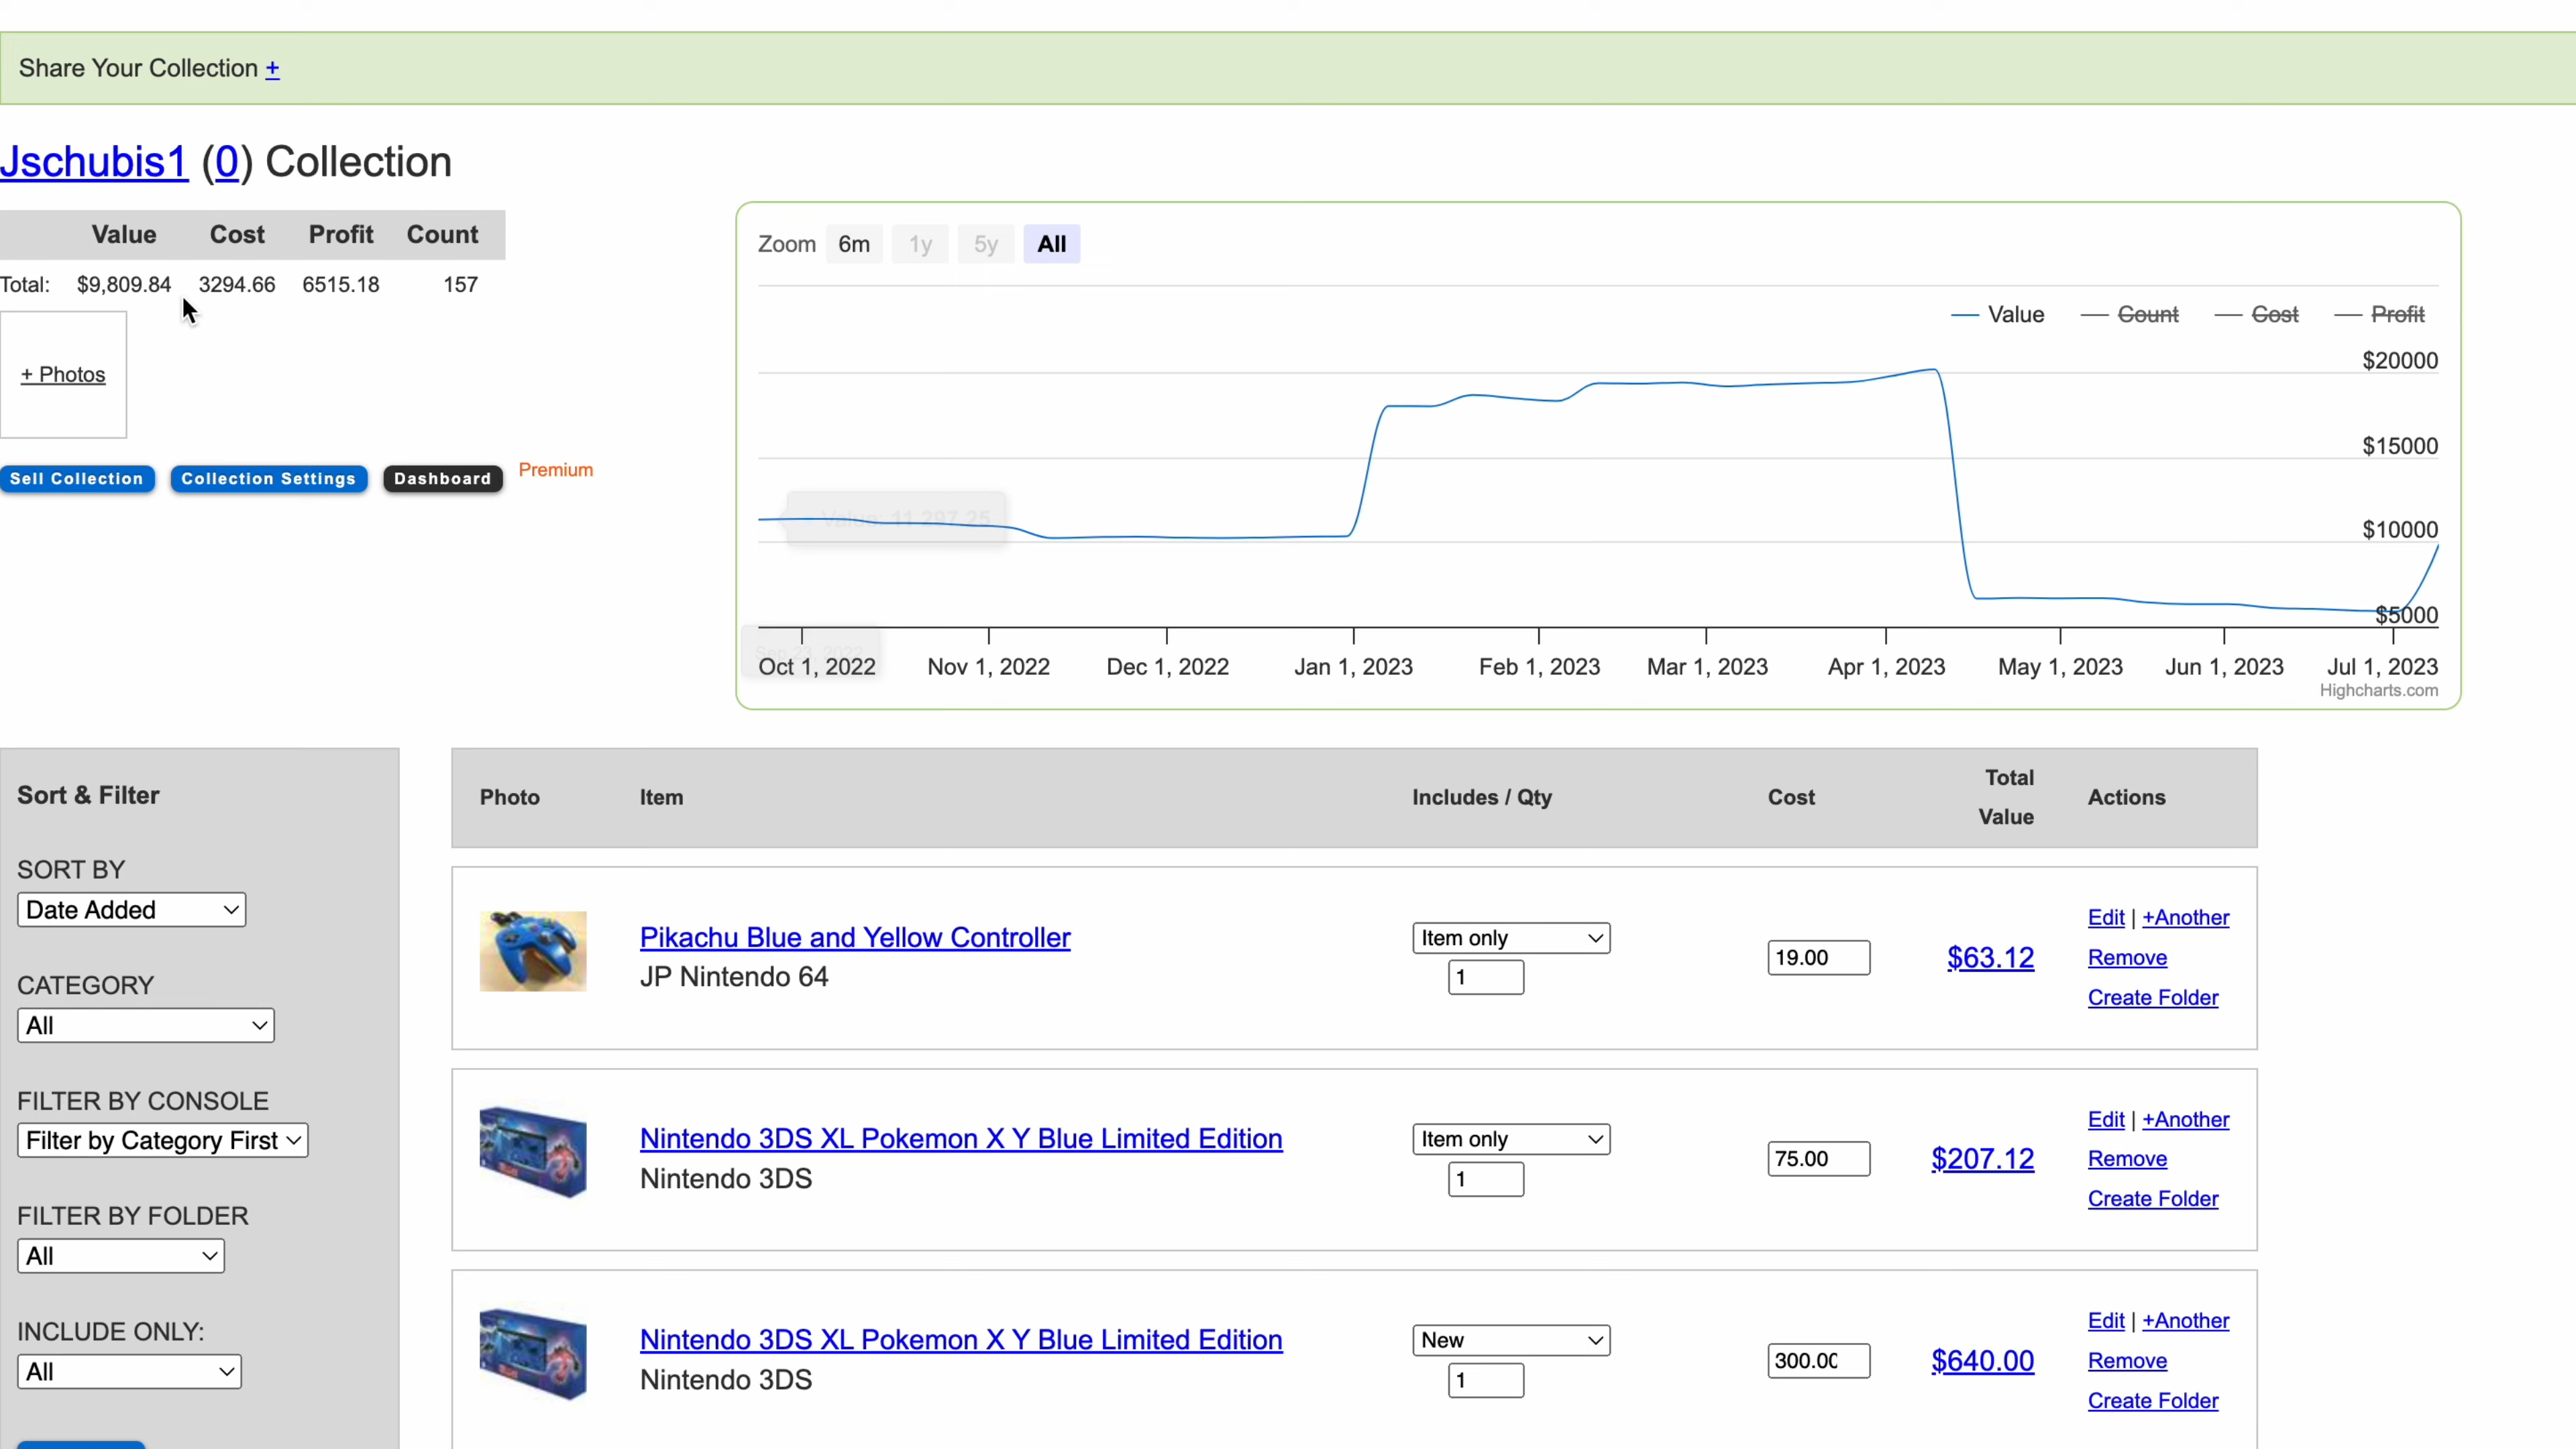 Share Your Collection +
Jschubis1 (0) Collection
Value Cost Profit Count
Total: $9,809.84 3294.66 6515.18 157
+ Photos
Sell Collection Collection Settings Dashboard Premium
Zoom 6m 1y 5y All
Value Count Cost Profit
$20000
$15000
$10000
$5000
Value: 11 297.25
Sep 23, 2022
Oct 1, 2022 Nov 1, 2022 Dec 1, 2022 Jan 1, 2023 Feb 1, 2023 Mar 1, 2023 Apr 1, 2023 May 1, 2023 Jun 1, 2023 Jul 1, 2023
Highcharts.com
Sort & Filter
SORT BY
Date Added
CATEGORY
All
FILTER BY CONSOLE
Filter by Category First
FILTER BY FOLDER
All
INCLUDE ONLY:
All
Photo Item Includes / Qty Cost Total Value Actions
Pikachu Blue and Yellow Controller
JP Nintendo 64
Item only
1
19.00
$63.12
Edit | +Another
Remove
Create Folder
Nintendo 3DS XL Pokemon X Y Blue Limited Edition
Nintendo 3DS
Item only
1
75.00
$207.12
Edit | +Another
Remove
Create Folder
Nintendo 3DS XL Pokemon X Y Blue Limited Edition
Nintendo 3DS
New
1
300.00
$640.00
Edit | +Another
Remove
Create Folder